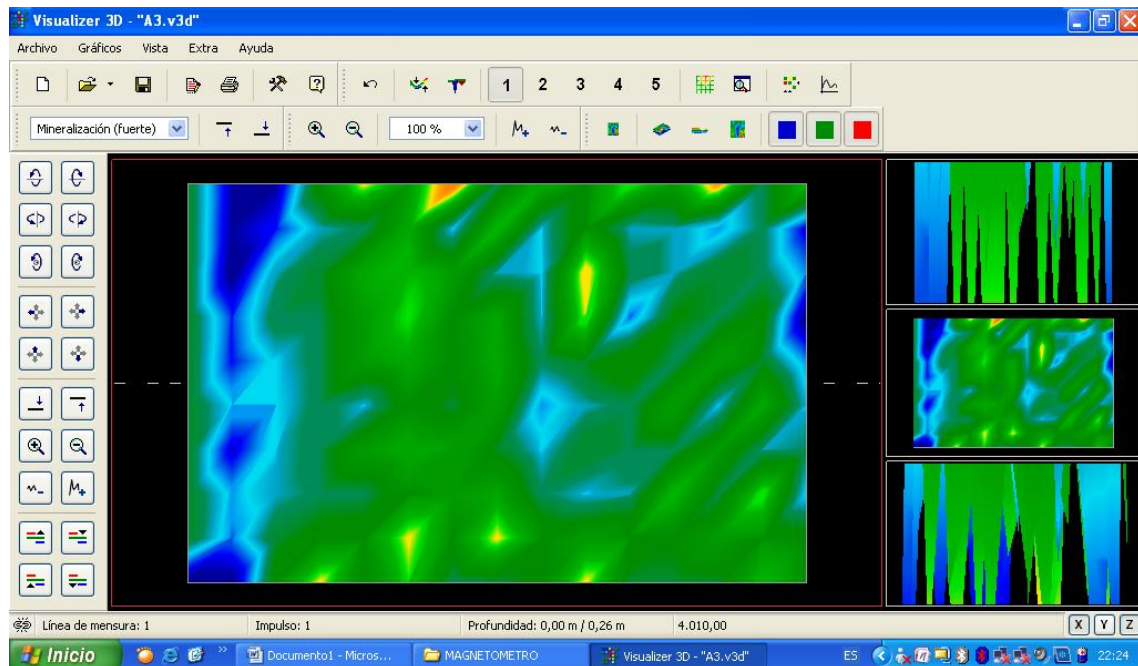 Visualizer 3D - "A3.v3d"
Archivo Gráficos Vista Extra Ayuda
1 2 3 4 5
Mineralización (fuerte) 100 %
Línea de mensura: 1 Impulso: 1 Profundidad: 0,00 m / 0,26 m 4.010,00 X Y Z
Inicio Documento1 - Micros... MAGNETOMETRO Visualizer 3D - "A3.v3d" ES 22:24